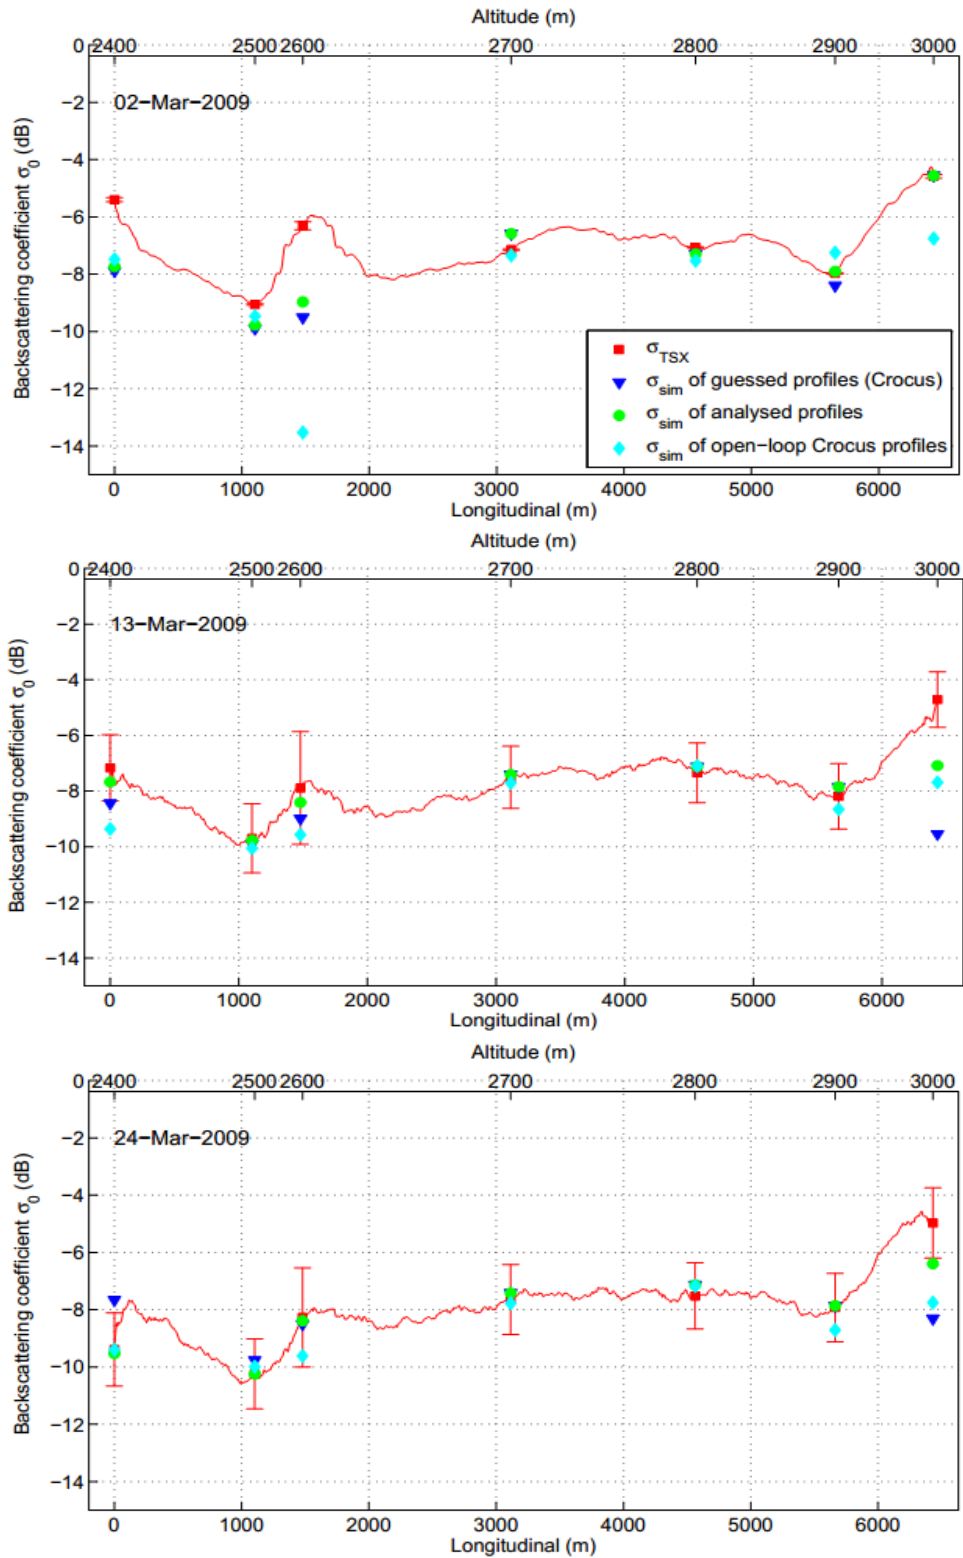 Altitude (m)
0 2400 2500 2600 2700 2800 2900 3000
02−Mar−2009
−2
−4
−6
−8
−10
−12
−14
Backscattering coefficient σ0 (dB)
σTSX
σsim of guessed profiles (Crocus)
σsim of analysed profiles
σsim of open−loop Crocus profiles
0 1000 2000 3000 4000 5000 6000
Longitudinal (m)
Altitude (m)
0 2400 2500 2600 2700 2800 2900 3000
13−Mar−2009
−2
−4
−6
−8
−10
−12
−14
Backscattering coefficient σ0 (dB)
0 1000 2000 3000 4000 5000 6000
Longitudinal (m)
Altitude (m)
0 2400 2500 2600 2700 2800 2900 3000
24−Mar−2009
−2
−4
−6
−8
−10
−12
−14
Backscattering coefficient σ0 (dB)
0 1000 2000 3000 4000 5000 6000
Longitudinal (m)